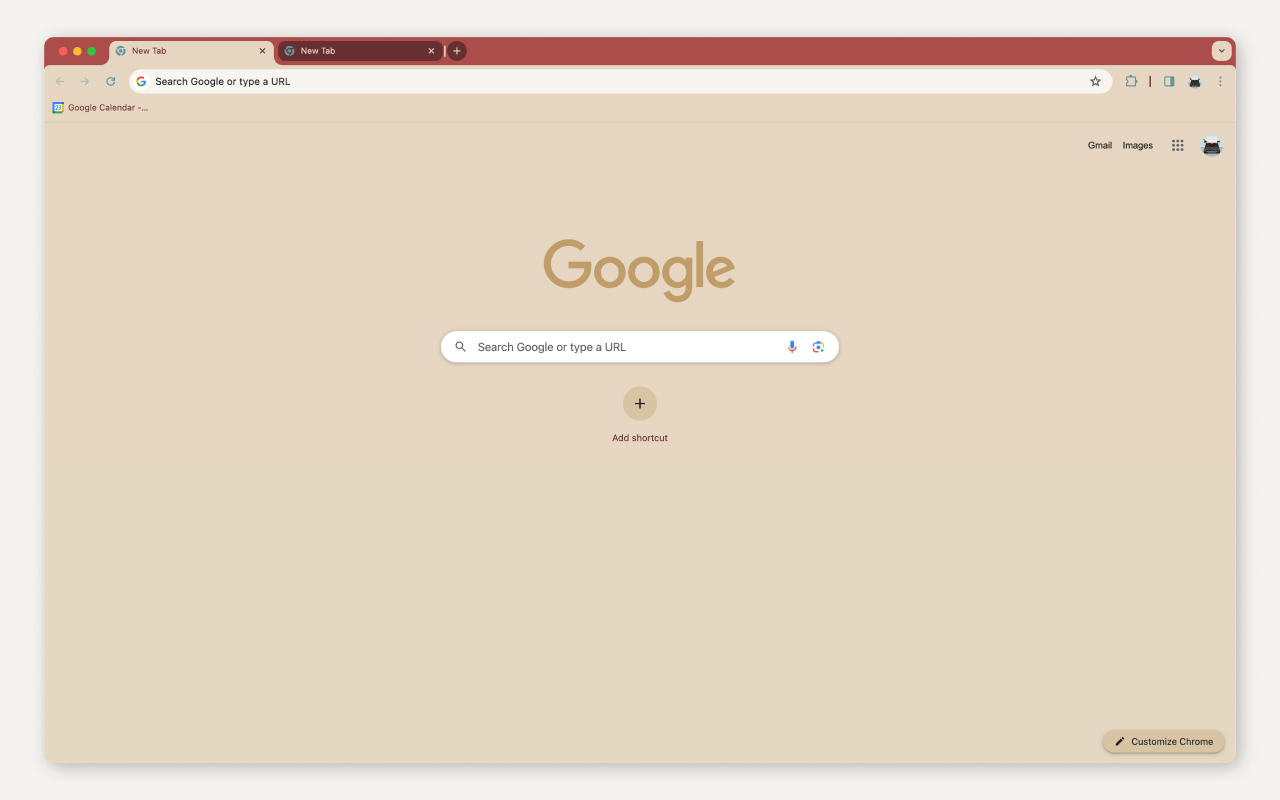 New Tab
New Tab
Search Google or type a URL
23
Google Calendar -...
Gmail Images
Google
Search Google or type a URL
Add shortcut
Customize Chrome